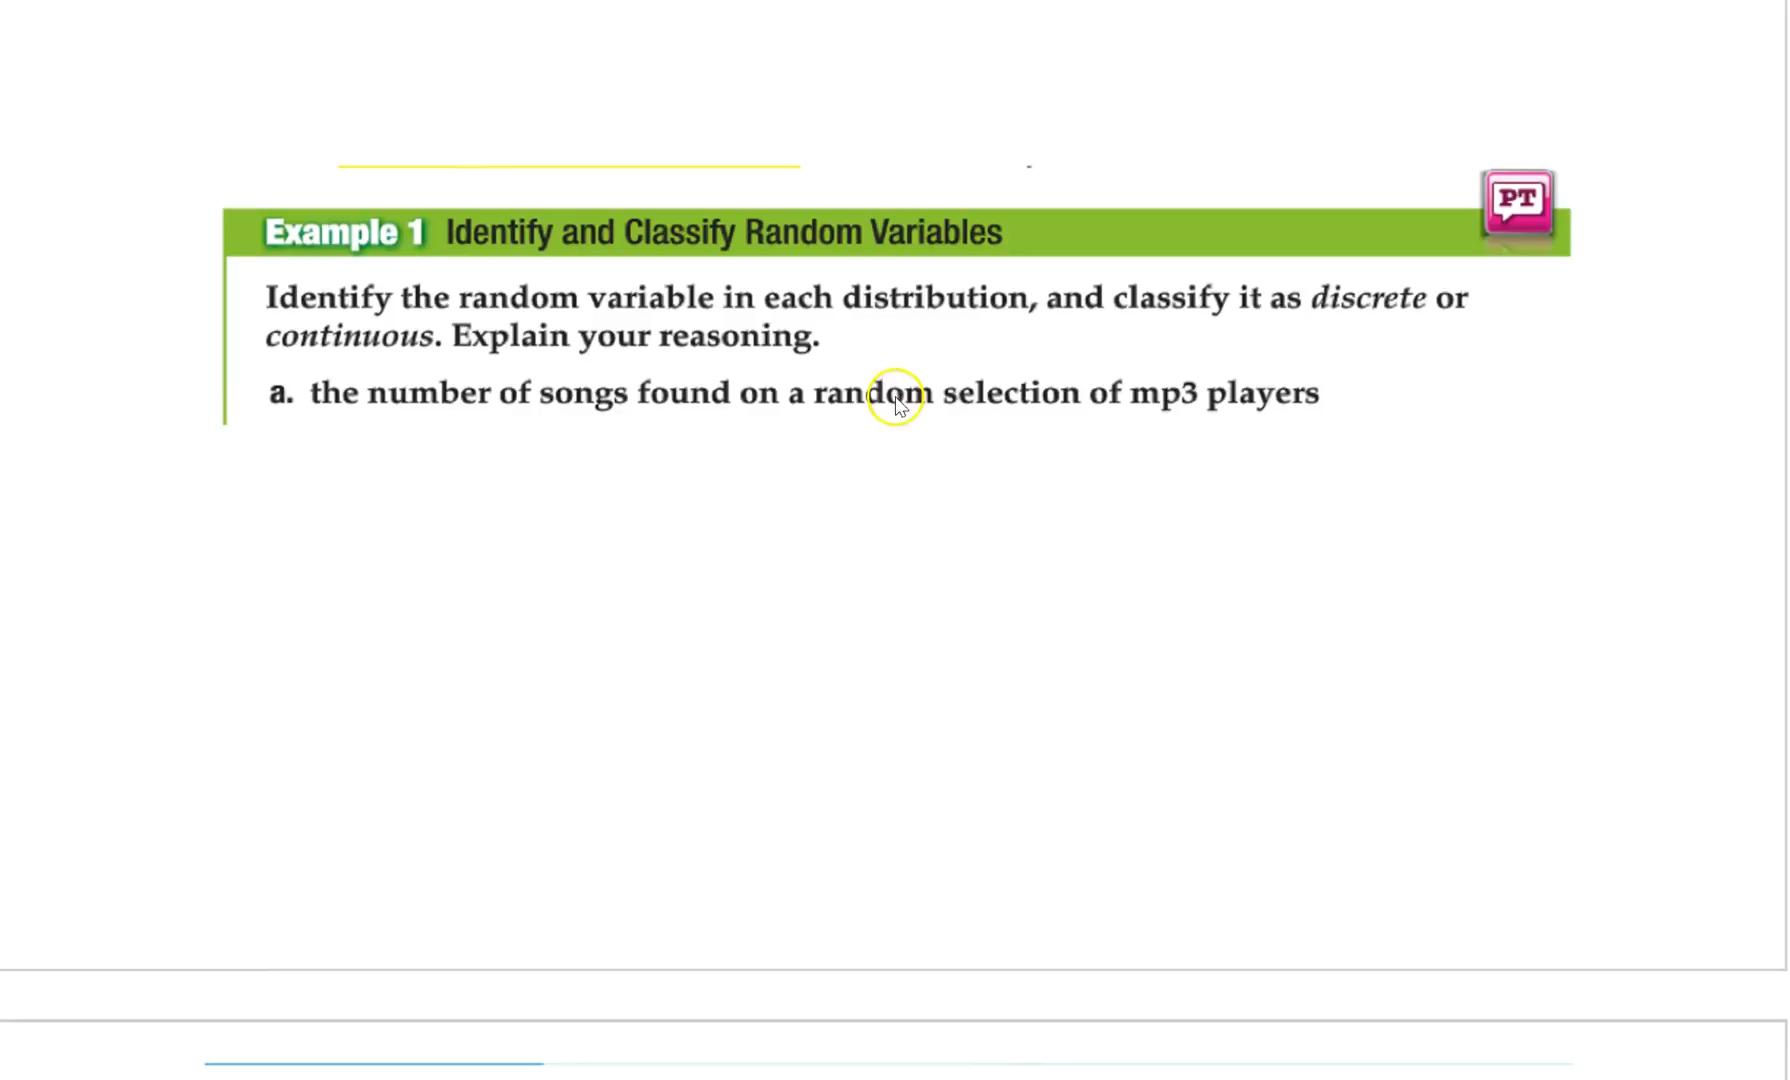 PT
Example 1 Identify and Classify Random Variables
Identify the random variable in each distribution, and classify it as discrete or
continuous. Explain your reasoning.
a. the number of songs found on a random selection of mp3 players